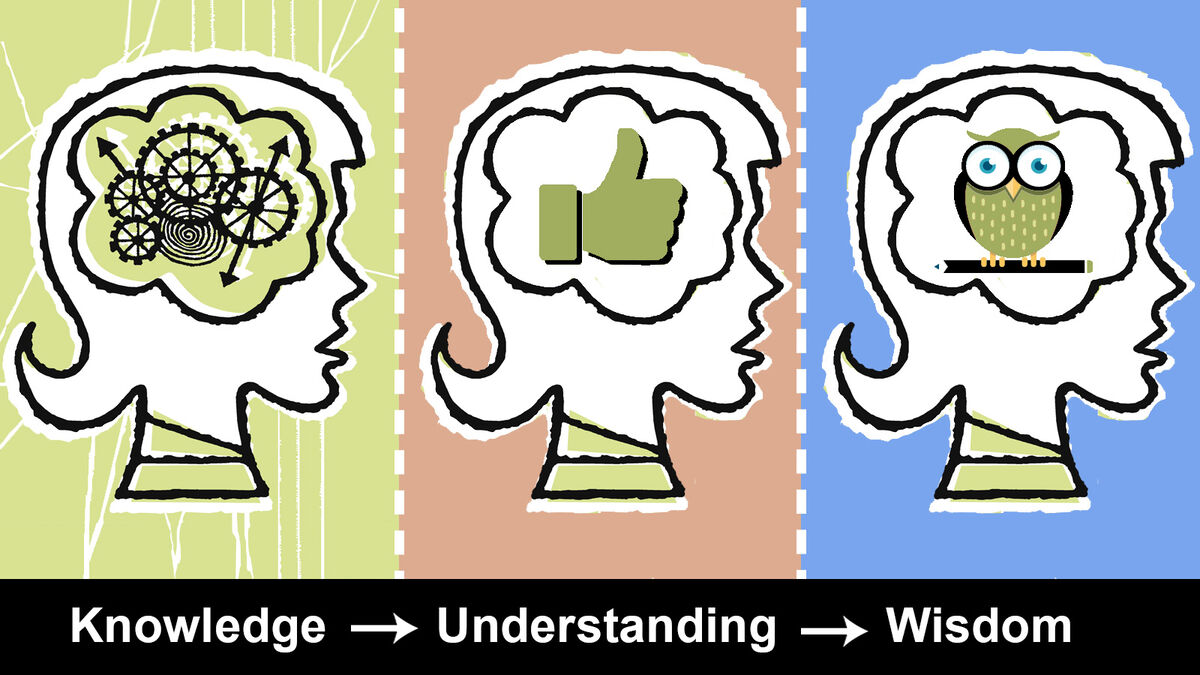 Knowledge → Understanding → Wisdom